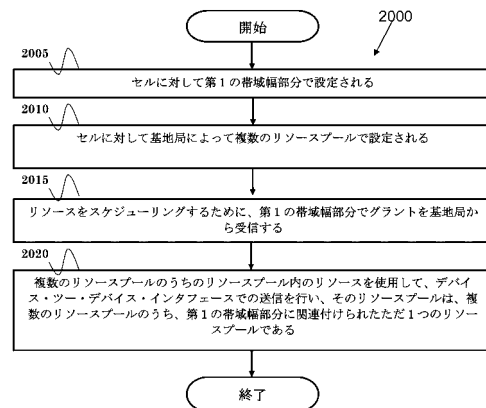 開始
2000
2005
セルに対して第1の帯域幅部分で設定される
2010
セルに対して基地局によって複数のリソースプールで設定される
2015
リソースをスケジューリングするために、第1の帯域幅部分でグラントを基地局
から受信する
2020
複数のリソースプールのうちのリソースプール内のリソースを使用して、デバイ
ス・ツー・デバイス・インタフェースでの送信を行い、そのリソースプールは、複
数のリソースプールのうち、第1の帯域幅部分に関連付けられたただ1つのリソー
スプールである
終了